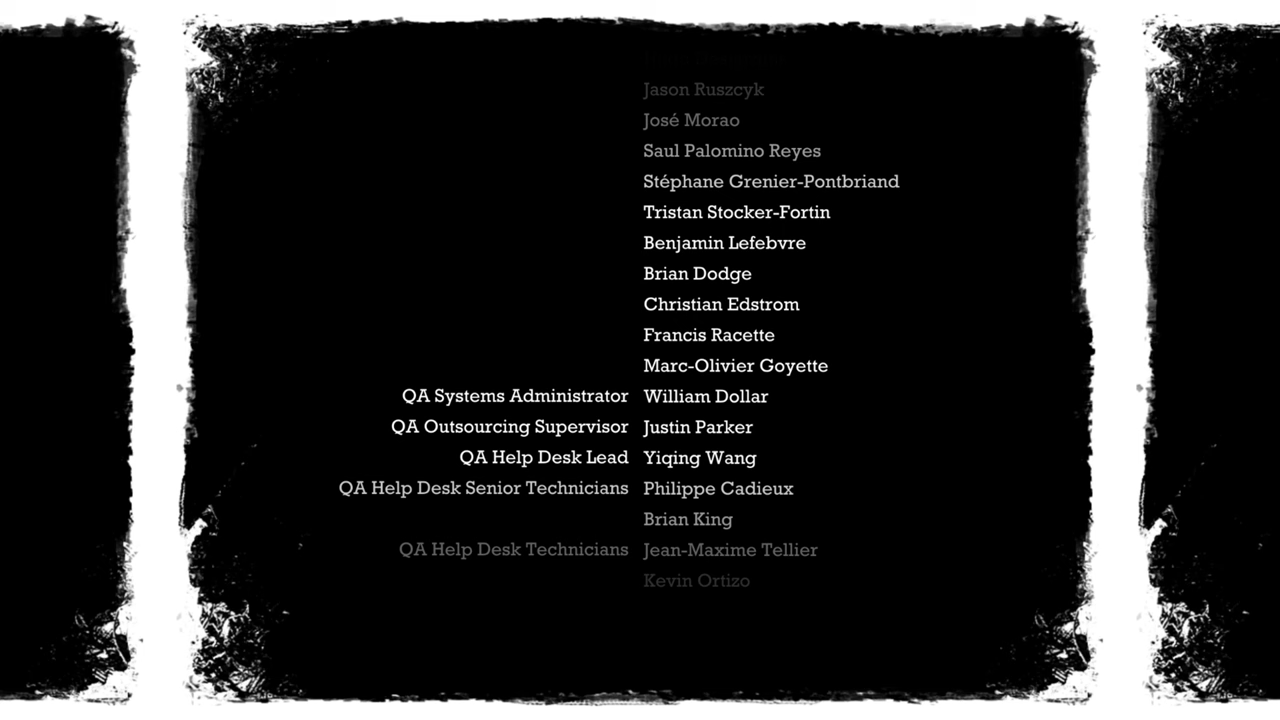 Jason Ruszcyk
José Morao
Saul Palomino Reyes
Stéphane Grenier-Pontbriand
Tristan Stocker-Fortin
Benjamin Lefebvre
Brian Dodge
Christian Edstrom
Francis Racette
Marc-Olivier Goyette
QA Systems Administrator William Dollar
QA Outsourcing Supervisor Justin Parker
QA Help Desk Lead Yiqing Wang
QA Help Desk Senior Technicians Philippe Cadieux
Brian King
QA Help Desk Technicians Jean-Maxime Tellier
Kevin Ortizo